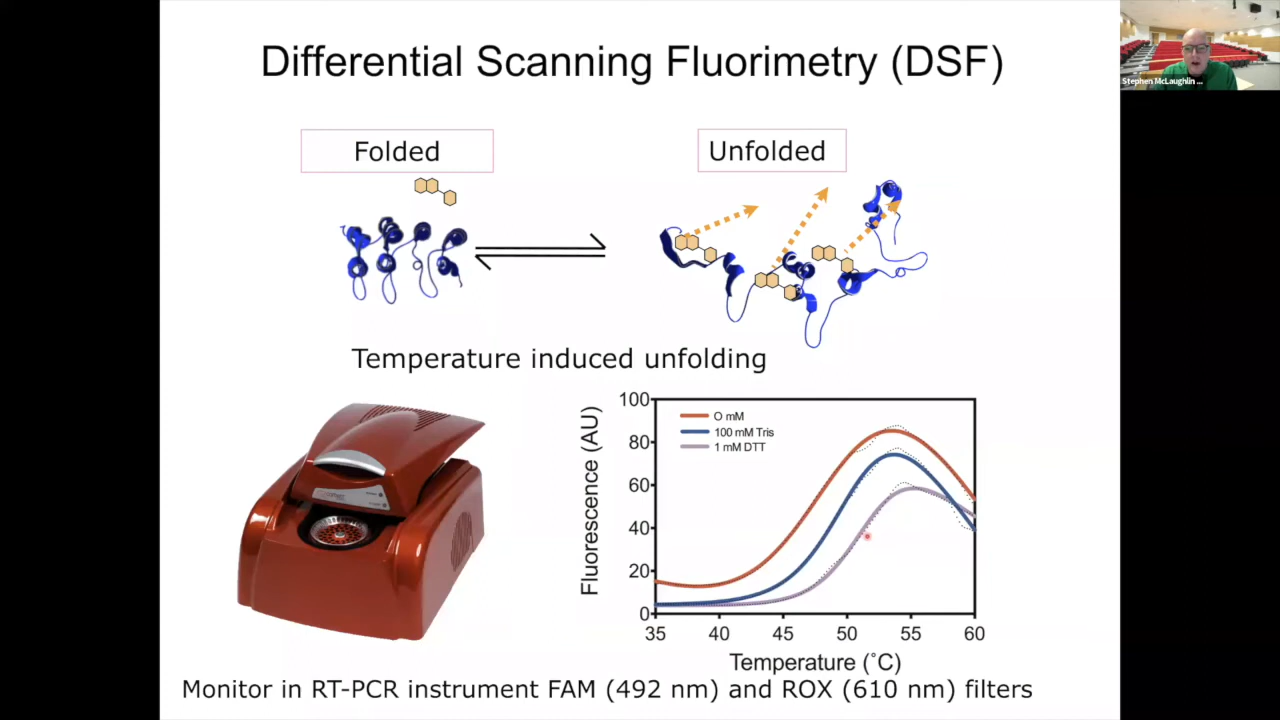 Differential Scanning Fluorimetry (DSF)
Stephen McLaughlin ...
Folded
Unfolded
Temperature induced unfolding
Fluorescence (AU)
100
80
60
40
20
0
O mM
100 mM Tris
1 mM DTT
35
40
45
50
55
60
Temperature (˚C)
Monitor in RT-PCR instrument FAM (492 nm) and ROX (610 nm) filters